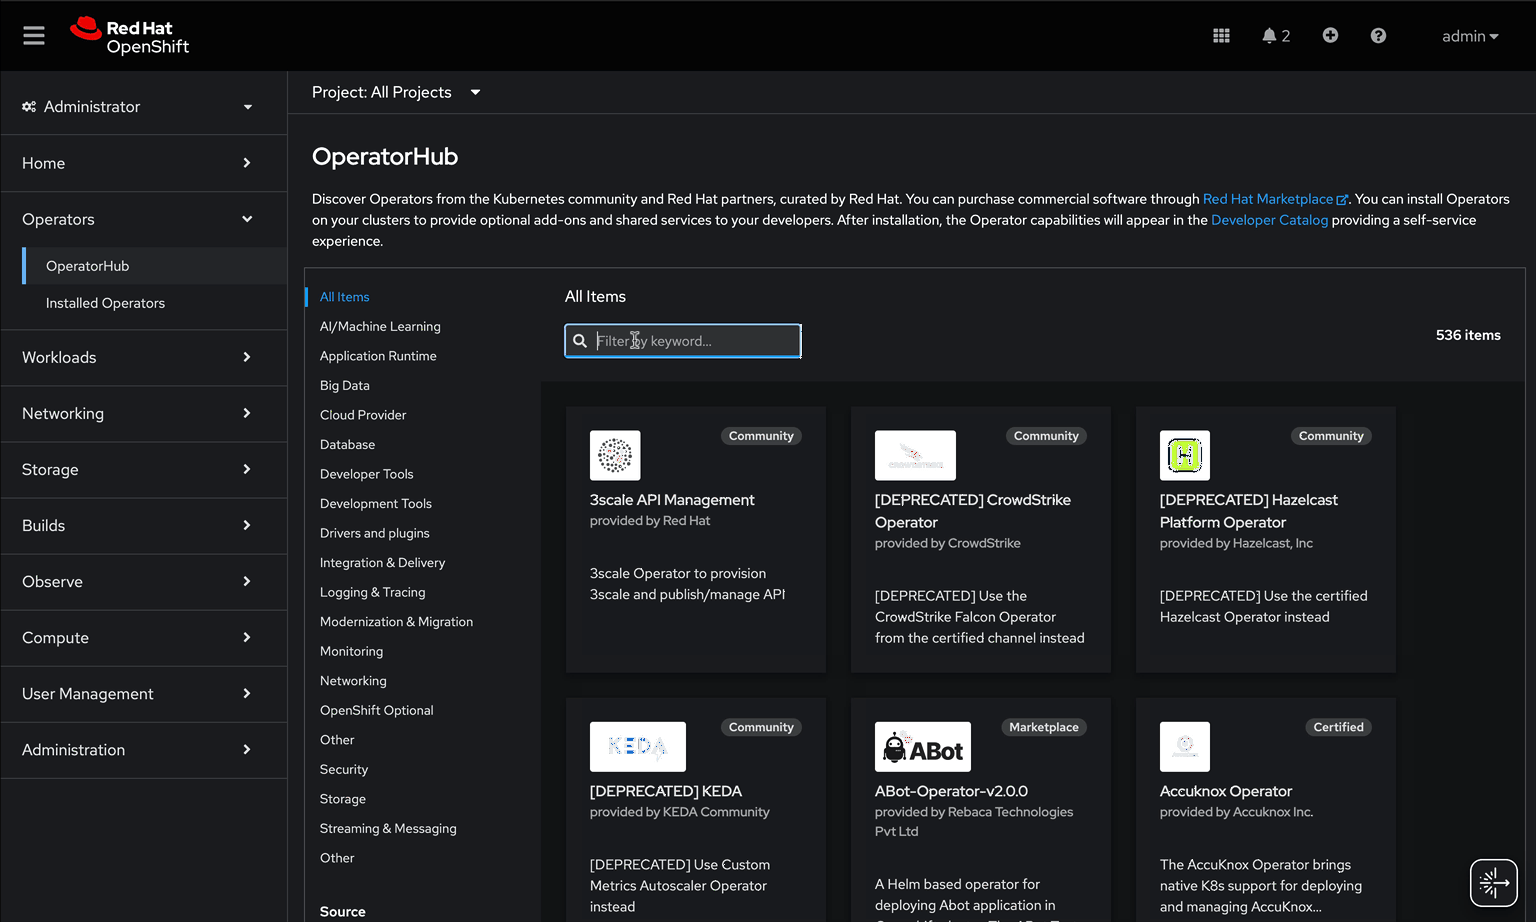 Red Hat
OpenShift
2
admin
Administrator
Home
Operators
OperatorHub
Installed Operators
Workloads
Networking
Storage
Builds
Observe
Compute
User Management
Administration
Project: All Projects
OperatorHub
Discover Operators from the Kubernetes community and Red Hat partners, curated by Red Hat. You can purchase commercial software through Red Hat Marketplace. You can install Operators
on your clusters to provide optional add-ons and shared services to your developers. After installation, the Operator capabilities will appear in the Developer Catalog providing a self-service
experience.
All Items
AI/Machine Learning
Application Runtime
Big Data
Cloud Provider
Database
Developer Tools
Development Tools
Drivers and plugins
Integration & Delivery
Logging & Tracing
Modernization & Migration
Monitoring
Networking
OpenShift Optional
Other
Security
Storage
Streaming & Messaging
Other
Source
All Items
Filter by keyword...
536 items
Community
3scale API Management
provided by Red Hat
3scale Operator to provision
3scale and publish/manage API
Community
CROWDSTRIKE
[DEPRECATED] CrowdStrike
Operator
provided by CrowdStrike
[DEPRECATED] Use the
CrowdStrike Falcon Operator
from the certified channel instead
Community
H
[DEPRECATED] Hazelcast
Platform Operator
provided by Hazelcast, Inc
[DEPRECATED] Use the certified
Hazelcast Operator instead
Community
KEDA
[DEPRECATED] KEDA
provided by KEDA Community
[DEPRECATED] Use Custom
Metrics Autoscaler Operator
instead
Marketplace
ABot
ABot-Operator-v2.0.0
provided by Rebaca Technologies
Pvt Ltd
A Helm based operator for
deploying Abot application in
Certified
Accuknox Operator
provided by Accuknox Inc.
The AccuKnox Operator brings
native K8s support for deploying
and managing AccuKnox...